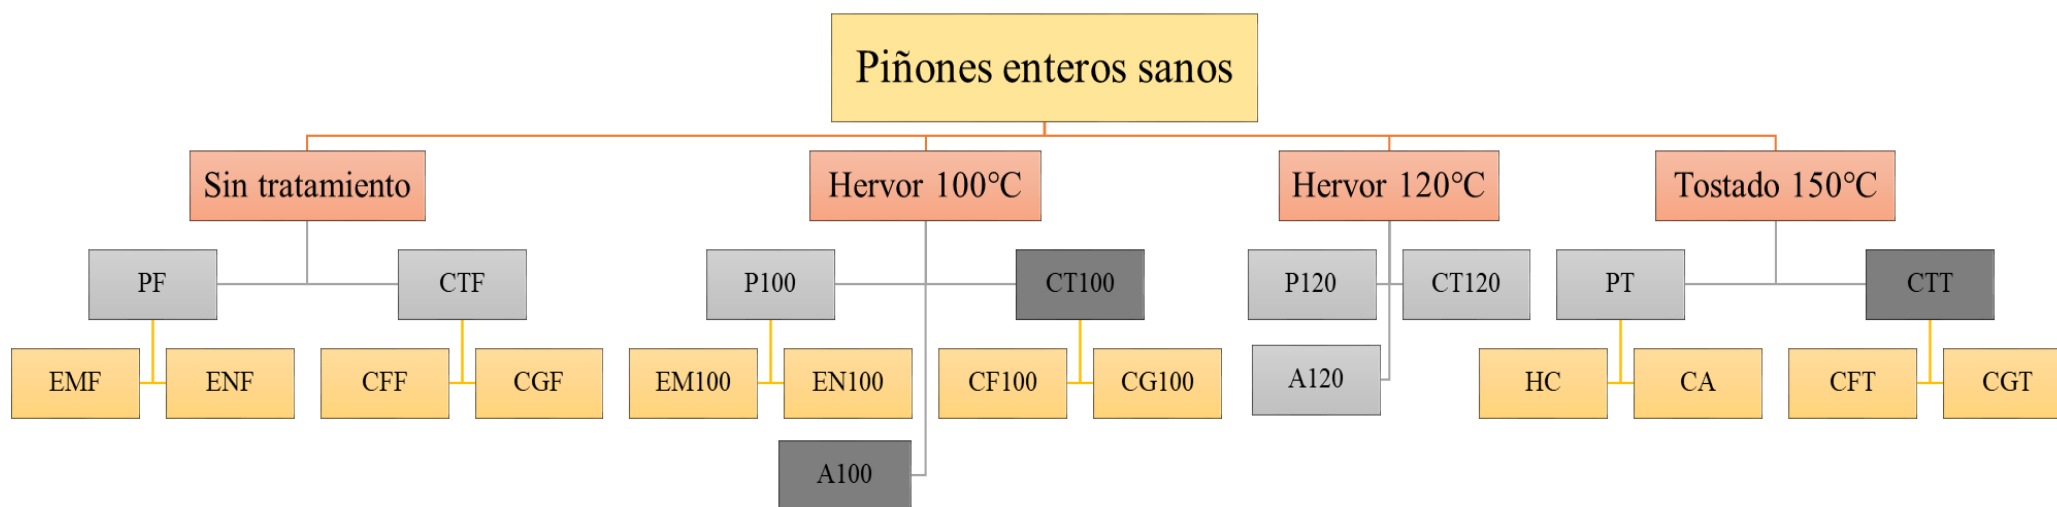 Piñones enteros sanos
Sin tratamiento
Hervor 100°C
Hervor 120°C
Tostado 150°C
PF
CTF
P100
CT100
P120
CT120
PT
CTT
EMF
ENF
CFF
CGF
EM100
EN100
CF100
CG100
A120
HC
CA
CFT
CGT
A100